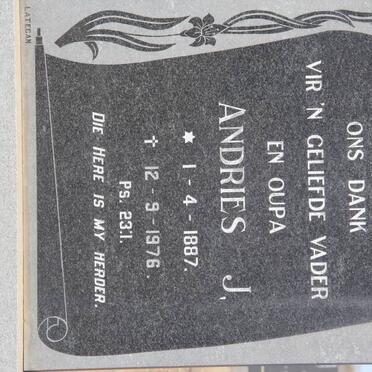 ONS DANK
VIR 'N GELIEFDE VADER
EN OUPA
ANDRIES J.
* 1 - 4 - 1887.
✝ 12 - 9 - 1976.
PS. 23:1.
DIE HERE IS MY HERDER.
LATEGAN